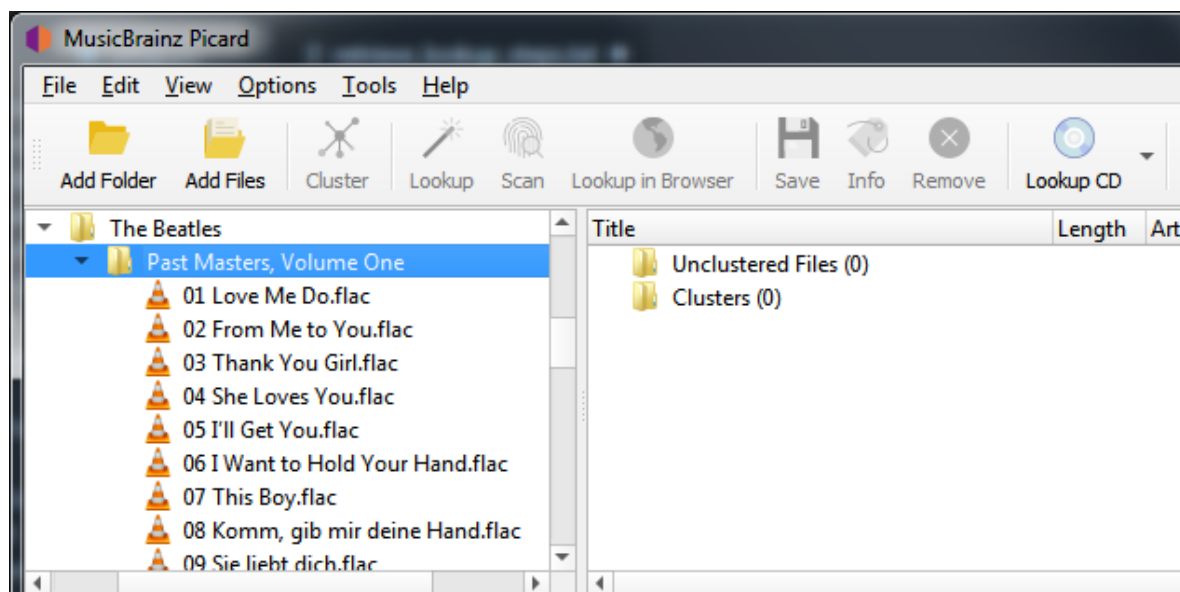 MusicBrainz Picard
File Edit View Options Tools Help
Add Folder Add Files Cluster Lookup Scan Lookup in Browser Save Info Remove Lookup CD
The Beatles
Past Masters, Volume One
01 Love Me Do.flac
02 From Me to You.flac
03 Thank You Girl.flac
04 She Loves You.flac
05 I'll Get You.flac
06 I Want to Hold Your Hand.flac
07 This Boy.flac
08 Komm, gib mir deine Hand.flac
09 Sie liebt dich.flac
Title Length Art
Unclustered Files (0)
Clusters (0)